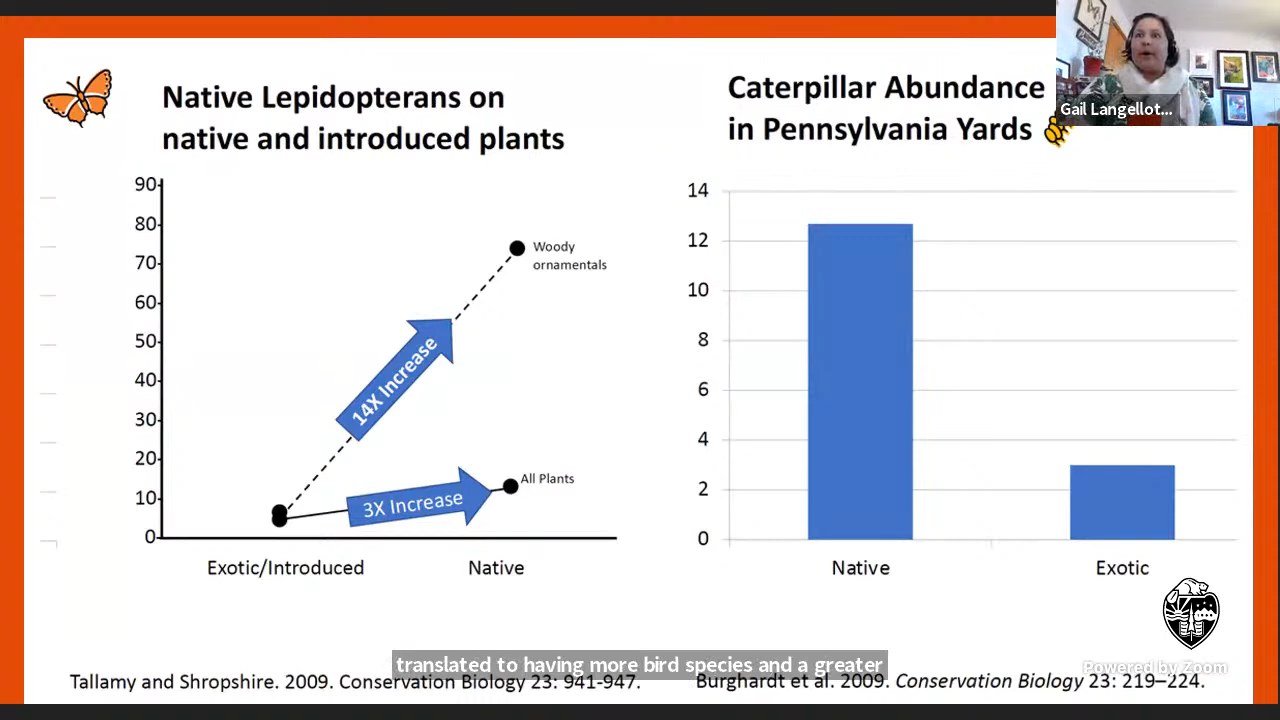 Native Lepidopterans on
native and introduced plants
90
80
70
60
50
40
30
20
10
0
Woody
ornamentals
14X Increase
All Plants
3X Increase
Exotic/Introduced
Native
Caterpillar Abundance
in Pennsylvania Yards
14
12
10
8
6
4
2
0
Native
Exotic
Gail Langellot...
translated to having more bird species and a greater
Tallamy and Shropshire. 2009. Conservation Biology 23: 941-947.
Burghardt et al. 2009. Conservation Biology 23: 219–224.
Powered by Zoom